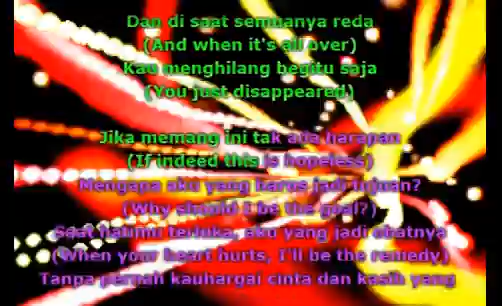 Dan di saat semuanya reda
(And when it's all over)
Kau menghilang begitu saja
(You just disappeared)
Jika memang ini tak ada harapan
(If indeed this is hopeless)
Mengapa aku yang harus jadi tujuan?
(Why should I be the goal?)
Saat hatimu terluka, aku yang jadi obatnya
(When your heart hurts, I'll be the remedy)
Tanpa pernah kauhargai cinta dan kasih yang